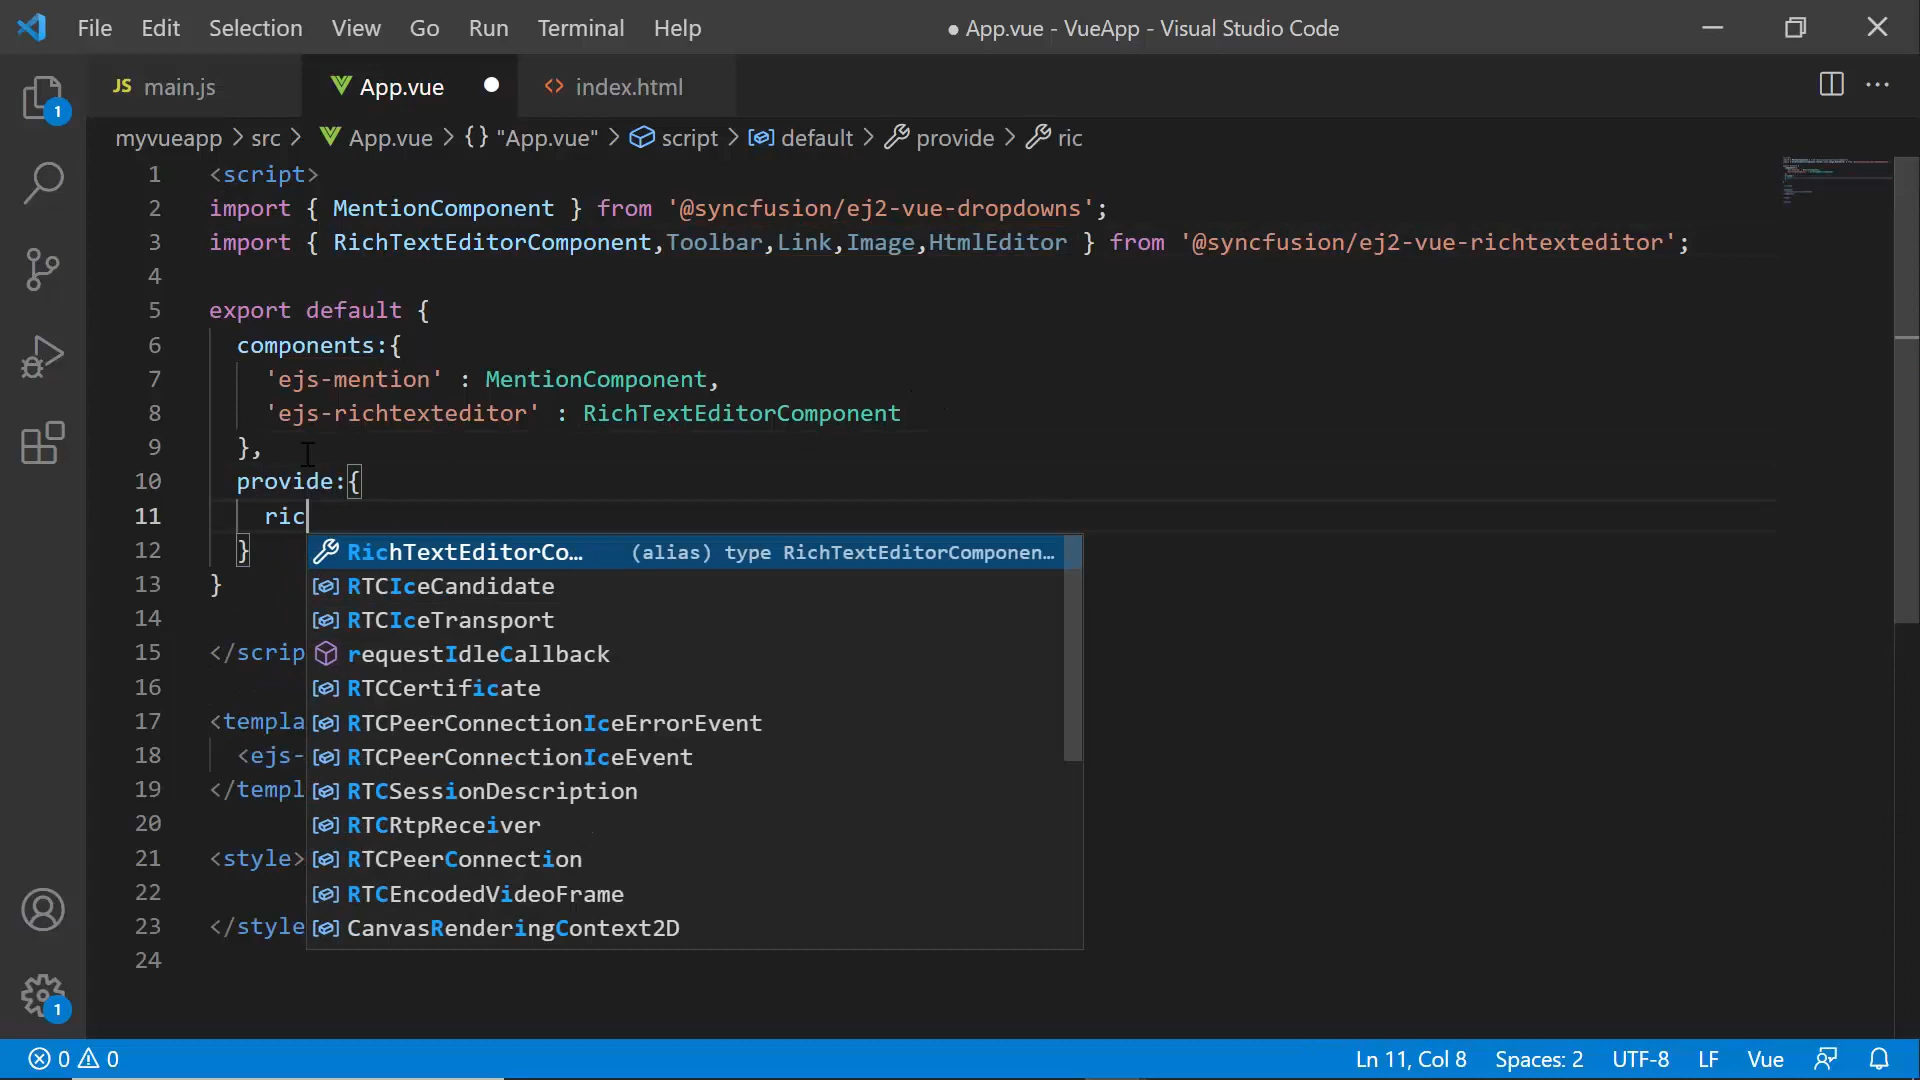 File Edit Selection View Go Run Terminal Help ● App.vue - VueApp - Visual Studio Code
JS main.js App.vue ● <> index.html ...
1
myvueapp > src > App.vue > {} "App.vue" > script > default > provide > ric
1 <script>
2 import { MentionComponent } from '@syncfusion/ej2-vue-dropdowns';
3 import { RichTextEditorComponent,Toolbar,Link,Image,HtmlEditor } from '@syncfusion/ej2-vue-richtexteditor';
4
5 export default {
6 components:{
7 'ejs-mention' : MentionComponent,
8 'ejs-richtexteditor' : RichTextEditorComponent
9 },
10 provide:{
11 ric
12 }
RichTextEditorCo… (alias) type RichTextEditorComponen…
13 }
RTCIceCandidate
14
RTCIceTransport
15 </scrip
requestIdleCallback
16
RTCCertificate
17 <templa
RTCPeerConnectionIceErrorEvent
18 <ejs-
RTCPeerConnectionIceEvent
19 </templ
RTCSessionDescription
20
RTCRtpReceiver
21 <style>
RTCPeerConnection
22
RTCEncodedVideoFrame
23 </style
CanvasRenderingContext2D
24
1
0 0 Ln 11, Col 8 Spaces: 2 UTF-8 LF Vue